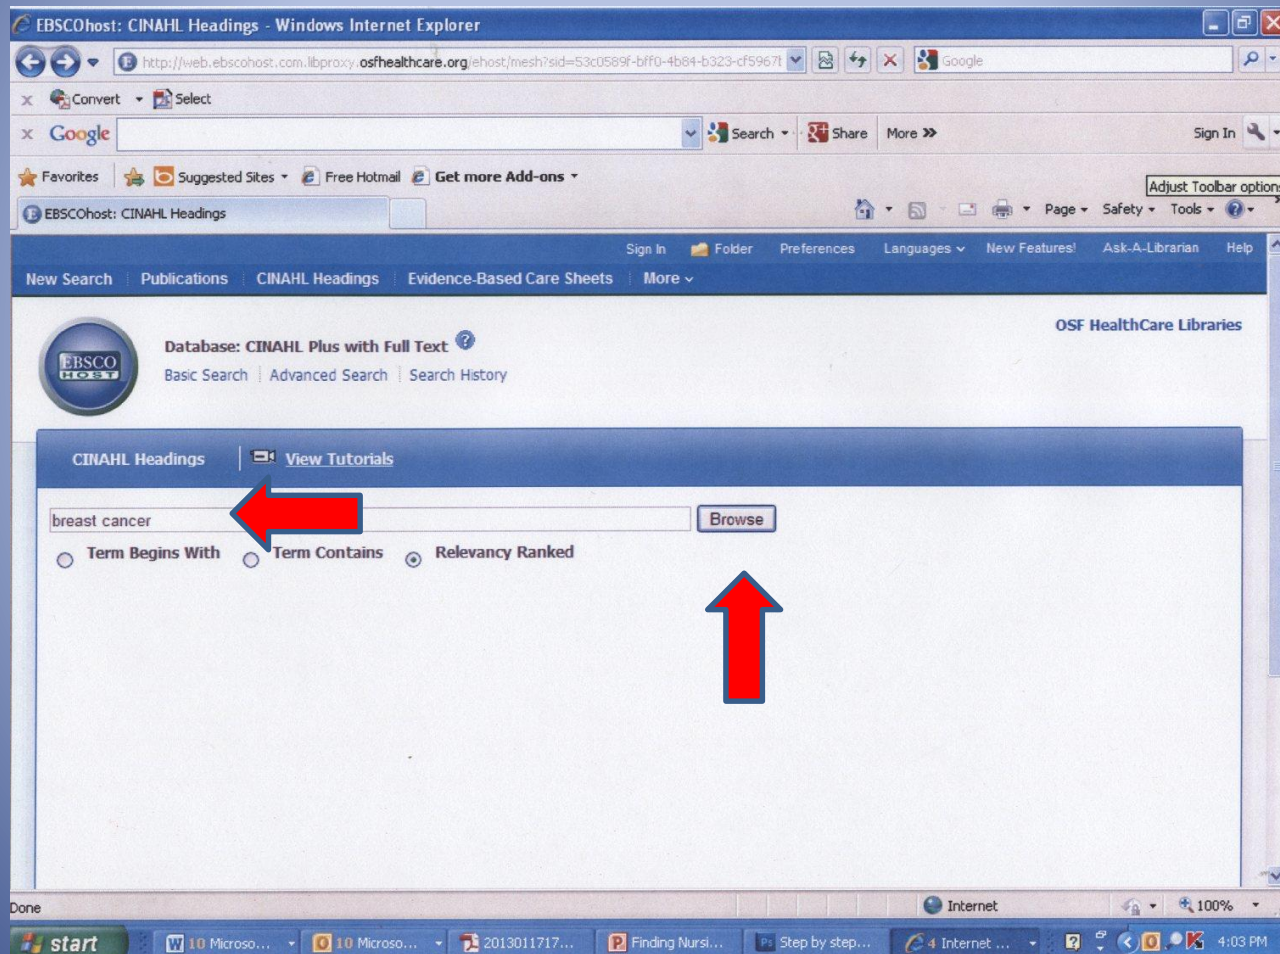 EBSCOhost: CINAHL Headings - Windows Internet Explorer
http://web.ebscohost.com.libproxy.osfhealthcare.org/ehost/mesh?sid=53c0589f-bff0-4b84-b323-cf5967t
Google
x Convert Select
x Google Search Share More »
Sign In
Favorites Suggested Sites Free Hotmail Get more Add-ons
Adjust Toolbar options
EBSCOhost: CINAHL Headings
Page Safety Tools
Sign In Folder Preferences Languages New Features! Ask-A-Librarian Help
New Search Publications CINAHL Headings Evidence-Based Care Sheets More
OSF HealthCare Libraries
EBSCO
HOST
Database: CINAHL Plus with Full Text
Basic Search Advanced Search Search History
CINAHL Headings View Tutorials
breast cancer Browse
Term Begins With Term Contains Relevancy Ranked
Done Internet 100%
start 10 Microso... 10 Microso... 2013011717... Finding Nursi... Step by step... 4 Internet ... 4:03 PM